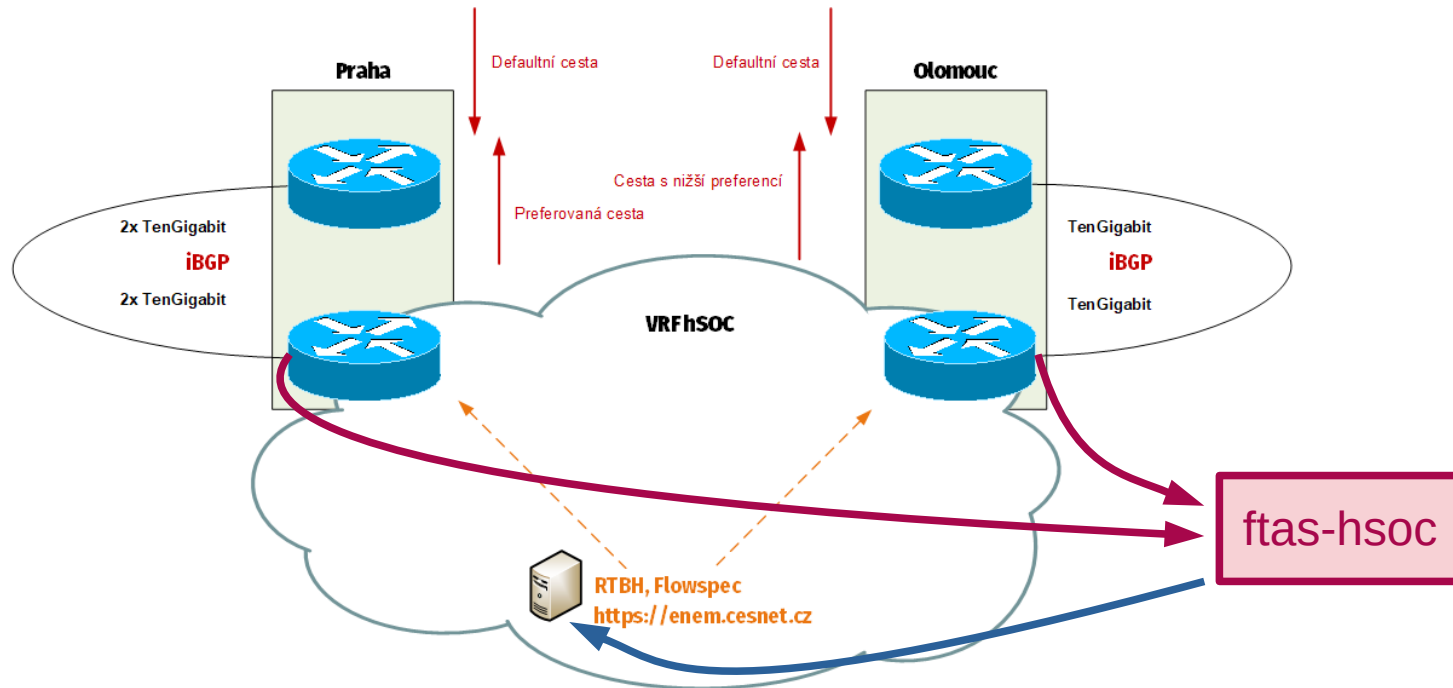 Defaultní cesta
Defaultní cesta
Praha
Olomouc
Cesta s nižší preferencí
Preferovaná cesta
2x TenGigabit
iBGP
2x TenGigabit
TenGigabit
iBGP
TenGigabit
VRF hSOC
ftas-hsoc
RTBH, Flowspec
https://enem.cesnet.cz